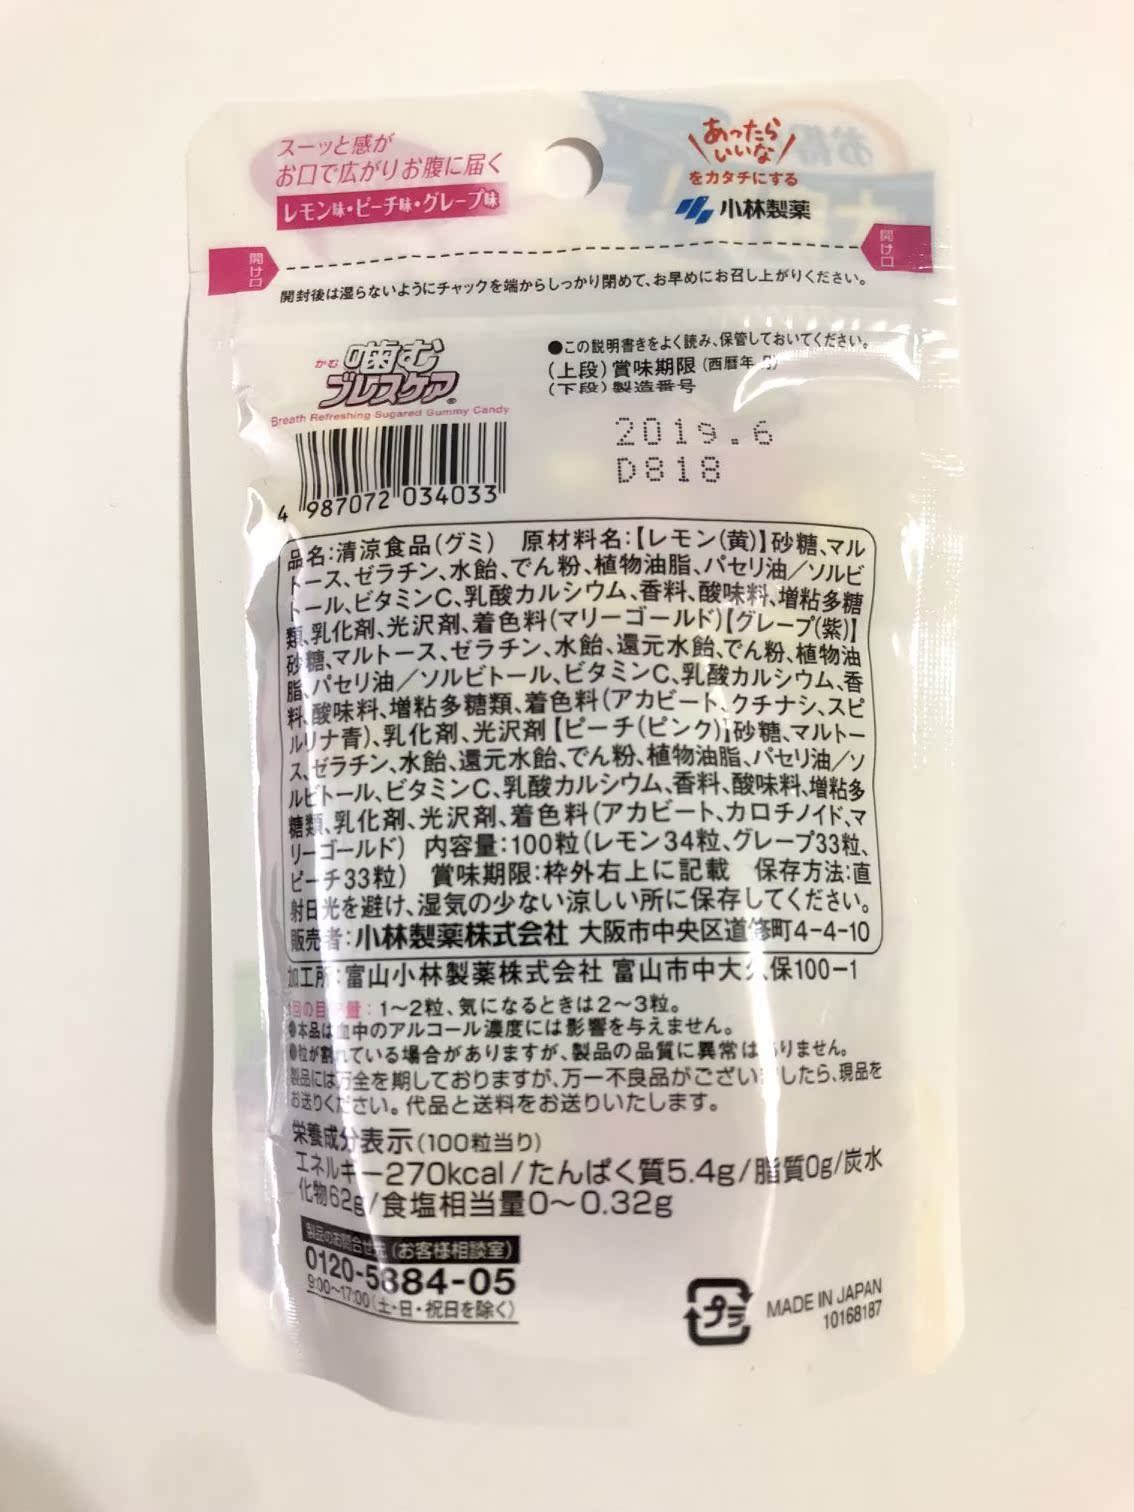 スーッと感が
お口で広がりお腹に届く
レモン味・ピーチ味・グレープ味
あったら
いいな
をカタチにする
小林製薬
お得
開け口
開け口
開封後は湿らないようにチャックを端からしっかり閉めて、お早めにお召し上がりください。
かむ 噛む
ブレスケア®
Breath Refreshing Sugared Gummy Candy
4 987072 034033
●この説明書きをよく読み、保管しておいてください。
(上段)賞味期限(西暦年 月)
(下段)製造番号
2019.6
D818
品名:清涼食品(グミ) 原材料名:【レモン(黄)】砂糖、マル
トース、ゼラチン、水飴、でん粉、植物油脂、パセリ油/ソルビ
トール、ビタミンC、乳酸カルシウム、香料、酸味料、増粘多糖
類、乳化剤、光沢剤、着色料(マリーゴールド)【グレープ(紫)】
砂糖、マルトース、ゼラチン、水飴、還元水飴、でん粉、植物油
脂、パセリ油/ソルビトール、ビタミンC、乳酸カルシウム、香
料、酸味料、増粘多糖類、着色料(アカビート、クチナシ、スピ
ルリナ青)、乳化剤、光沢剤【ピーチ(ピンク)】砂糖、マルトー
ス、ゼラチン、水飴、還元水飴、でん粉、植物油脂、パセリ油/ソ
ルビトール、ビタミンC、乳酸カルシウム、香料、酸味料、増粘多
糖類、乳化剤、光沢剤、着色料(アカビート、カロチノイド、マ
リーゴールド) 内容量:100粒(レモン34粒、グレープ33粒、
ピーチ33粒) 賞味期限:枠外右上に記載 保存方法:直
射日光を避け、湿気の少ない涼しい所に保存してください。
販売者:小林製薬株式会社 大阪市中央区道修町4-4-10
加工所:富山小林製薬株式会社 富山市中大久保100-1
1回の目安量:1〜2粒、気になるときは2〜3粒。
●本品は血中のアルコール濃度には影響を与えません。
●粒が割れている場合がありますが、製品の品質に異常はありません。
製品には万全を期しておりますが、万一不良品がございましたら、現品を
お送りください。代品と送料をお送りいたします。
栄養成分表示(100粒当り)
エネルギー270kcal/たんぱく質5.4g/脂質0g/炭水
化物62g/食塩相当量0〜0.32g
製品のお問合せ先(お客様相談室)
0120-5884-05
9:00〜17:00(土・日・祝日を除く)
プラ
MADE IN JAPAN
10168187